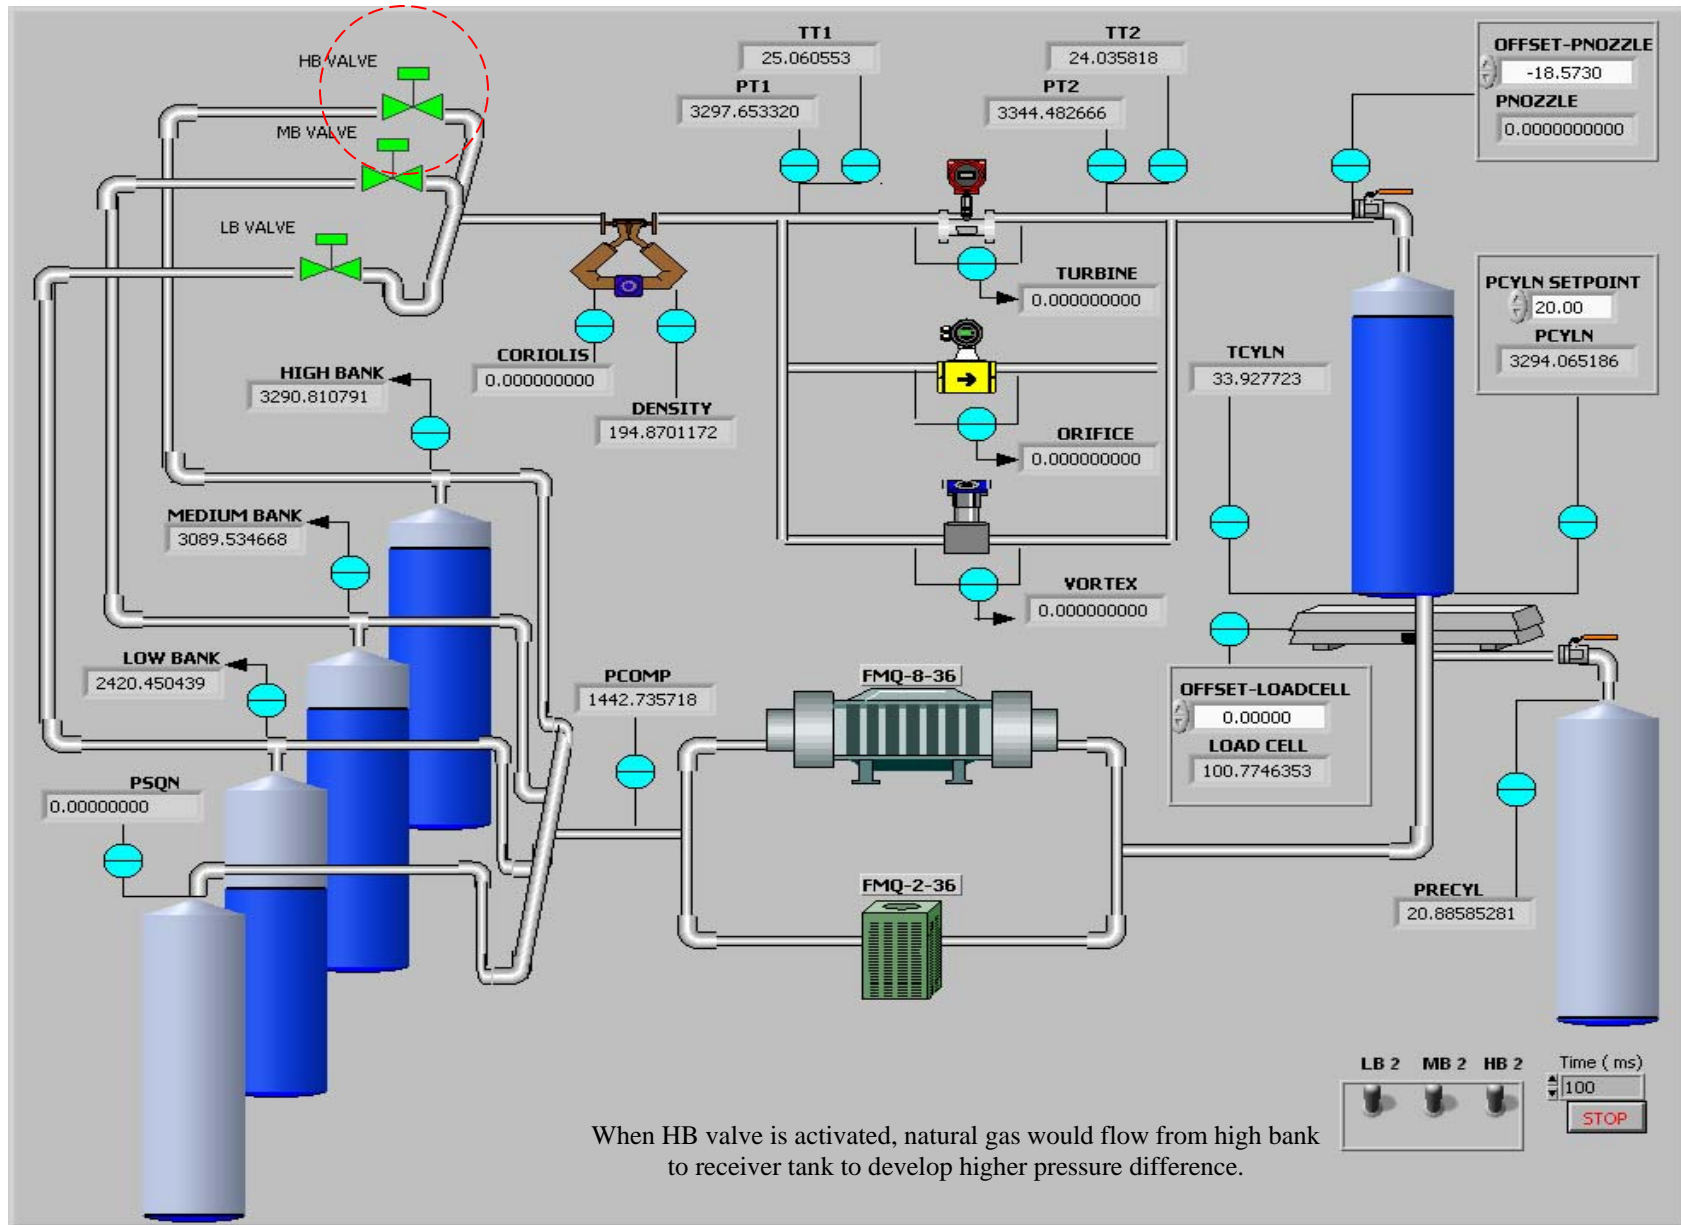 HB VALVE
MB VALVE
LB VALVE
TT1
25.060553
PT1
3297.653320
TT2
24.035818
PT2
3344.482666
OFFSET-PNOZZLE
-18.5730
PNOZZLE
0.0000000000
TURBINE
0.000000000
PCYLN SETPOINT
20.00
PCYLN
3294.065186
TCYLN
33.927723
CORIOLIS
0.000000000
DENSITY
194.8701172
HIGH BANK
3290.810791
ORIFICE
0.000000000
MEDIUM BANK
3089.534668
VORTEX
0.000000000
LOW BANK
2420.450439
PCOMP
1442.735718
FMQ-8-36
OFFSET-LOADCELL
0.00000
LOAD CELL
100.7746353
PSQN
0.00000000
FMQ-2-36
PRECYL
20.88585281
LB 2 MB 2 HB 2
Time ( ms)
100
STOP
When HB valve is activated, natural gas would flow from high bank
to receiver tank to develop higher pressure difference.